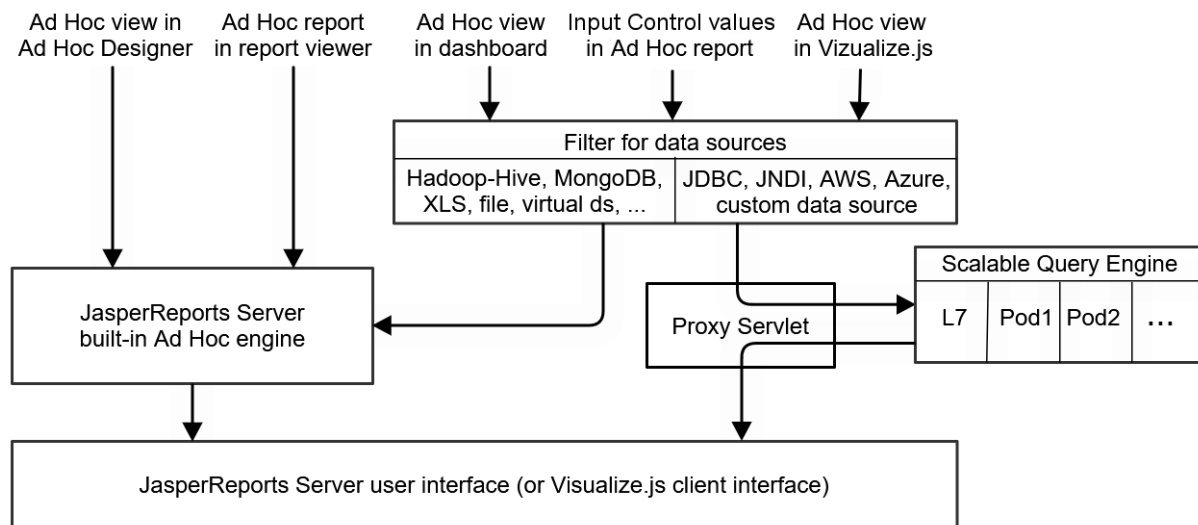 Ad Hoc view in
Ad Hoc Designer
Ad Hoc report
in report viewer
Ad Hoc view
in dashboard
Input Control values
in Ad Hoc report
Ad Hoc view
in Vizualize.js
Filter for data sources
Hadoop-Hive, MongoDB,
XLS, file, virtual ds, ...
JDBC, JNDI, AWS, Azure,
custom data source
Scalable Query Engine
L7
Pod1
Pod2
...
JasperReports Server
built-in Ad Hoc engine
Proxy Servlet
JasperReports Server user interface (or Visualize.js client interface)